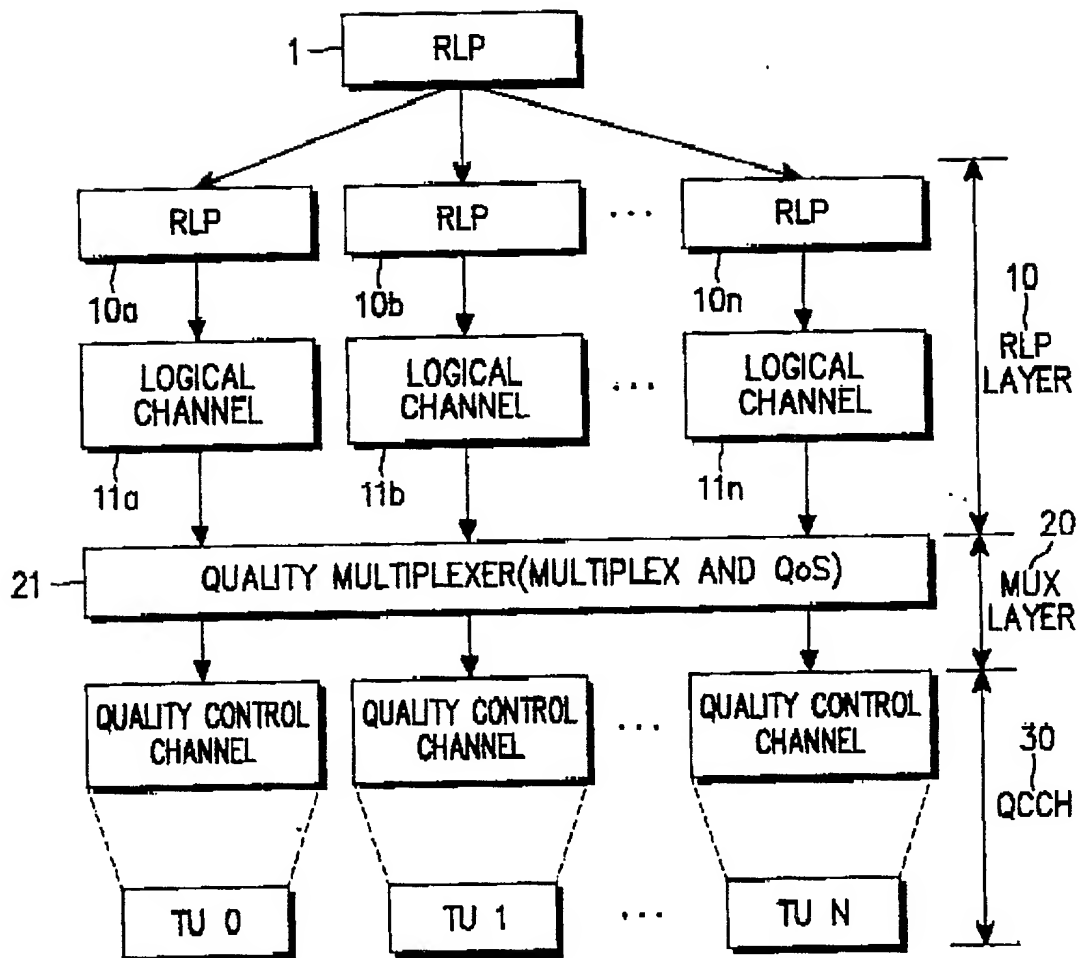 1
RLP
RLP
RLP
...
RLP
10a
10b
10n
10
RLP
LAYER
LOGICAL
CHANNEL
LOGICAL
CHANNEL
...
LOGICAL
CHANNEL
11a
11b
11n
20
MUX
LAYER
21
QUALITY MULTIPLEXER(MULTIPLEX AND QoS)
QUALITY CONTROL
CHANNEL
QUALITY CONTROL
CHANNEL
...
QUALITY CONTROL
CHANNEL
30
QCCH
TU 0
TU 1
...
TU N